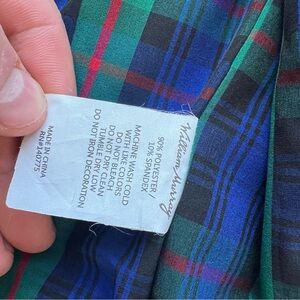 William Murray
90% POLYESTER/
10% SPANDEX
MACHINE WASH COLD
WITH LIKE COLORS
DO NOT BLEACH
TUMBLE DRY LOW
DO NOT DRY CLEAN
DO NOT IRON DECORATION
MADE IN CHINA
RN#140775